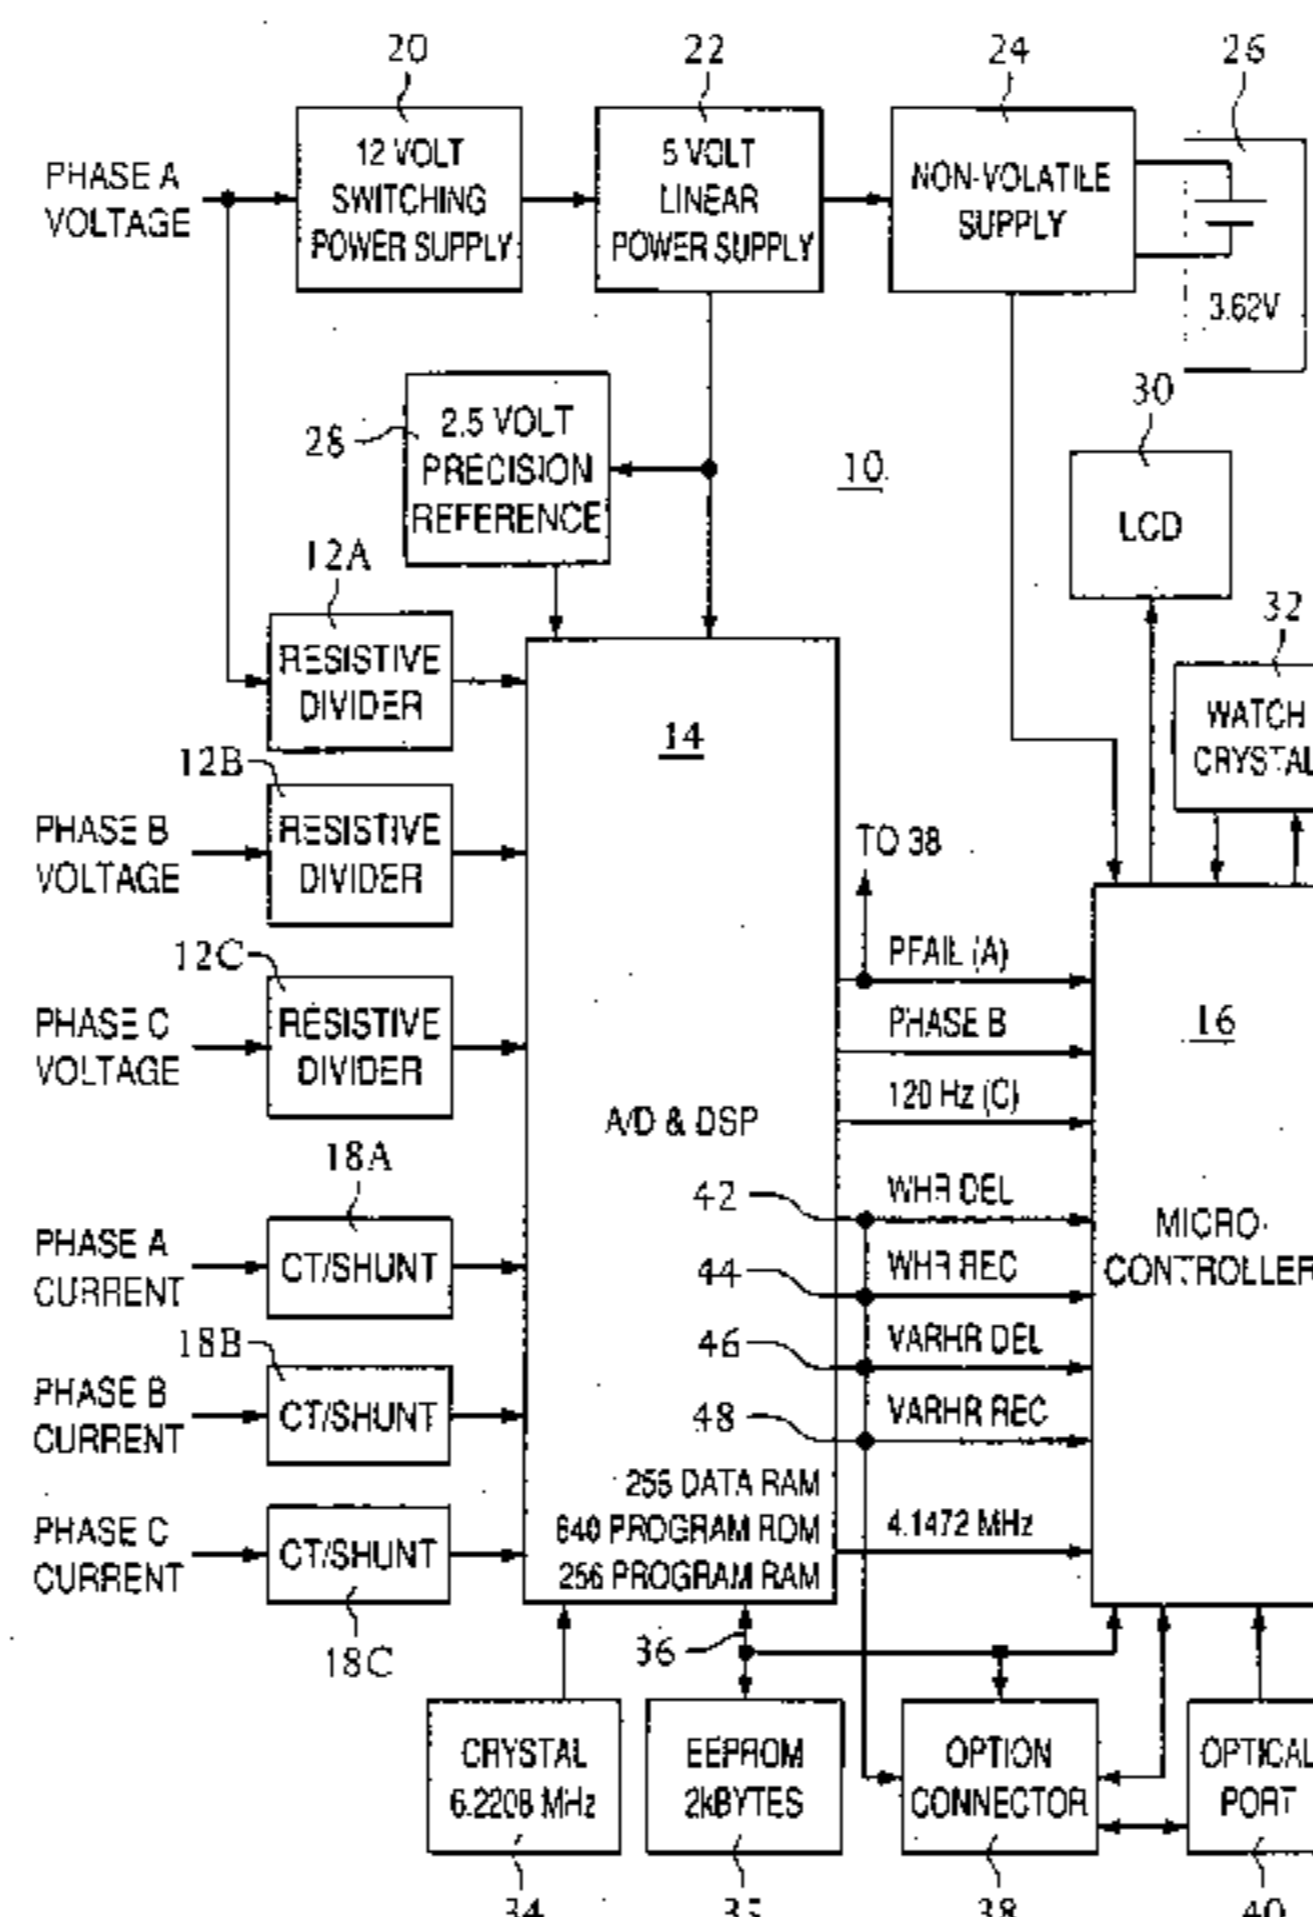 20
22
24
26
PHASE A
VOLTAGE
12 VOLT
SWITCHING
POWER SUPPLY
5 VOLT
LINEAR
POWER SUPPLY
NON-VOLATILE
SUPPLY
3.62V
28
2.5 VOLT
PRECISION
REFERENCE
10
30
LCD
12A
RESISTIVE
DIVIDER
32
WATCH
CRYSTAL
14
12B
PHASE B
VOLTAGE
RESISTIVE
DIVIDER
TO 38
12C
PHASE C
VOLTAGE
RESISTIVE
DIVIDER
PFAIL (A)
PHASE B
120 Hz (C)
16
A/D & DSP
18A
PHASE A
CURRENT
CT/SHUNT
42
WHR DEL
44
WHR REC
46
VARHR DEL
48
VARHR REC
MICRO-
CONTROLLER
18B
PHASE B
CURRENT
CT/SHUNT
PHASE C
CURRENT
CT/SHUNT
18C
256 DATA RAM
640 PROGRAM ROM
256 PROGRAM RAM
4.1472 MHz
36
CRYSTAL
6.2208 MHz
EEPROM
2kBYTES
OPTION
CONNECTOR
OPTICAL
PORT
34
35
38
40